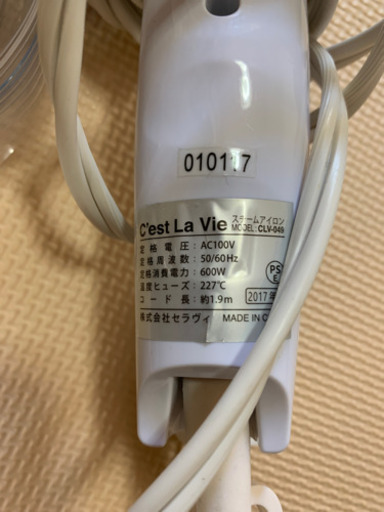 010117
C'est La Vie スチームアイロン
MODEL: CLV-049
定格電圧: AC100V
定格周波数: 50/60Hz
定格消費電力: 600W
温度ヒューズ: 227℃
コード長: 約1.9m
PS
E
2017年
株式会社セラヴィ MADE IN